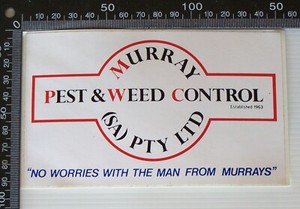 MURRAY
PEST & WEED CONTROL
Established 1963
(SA) PTY LTD
"NO WORRIES WITH THE MAN FROM MURRAYS"